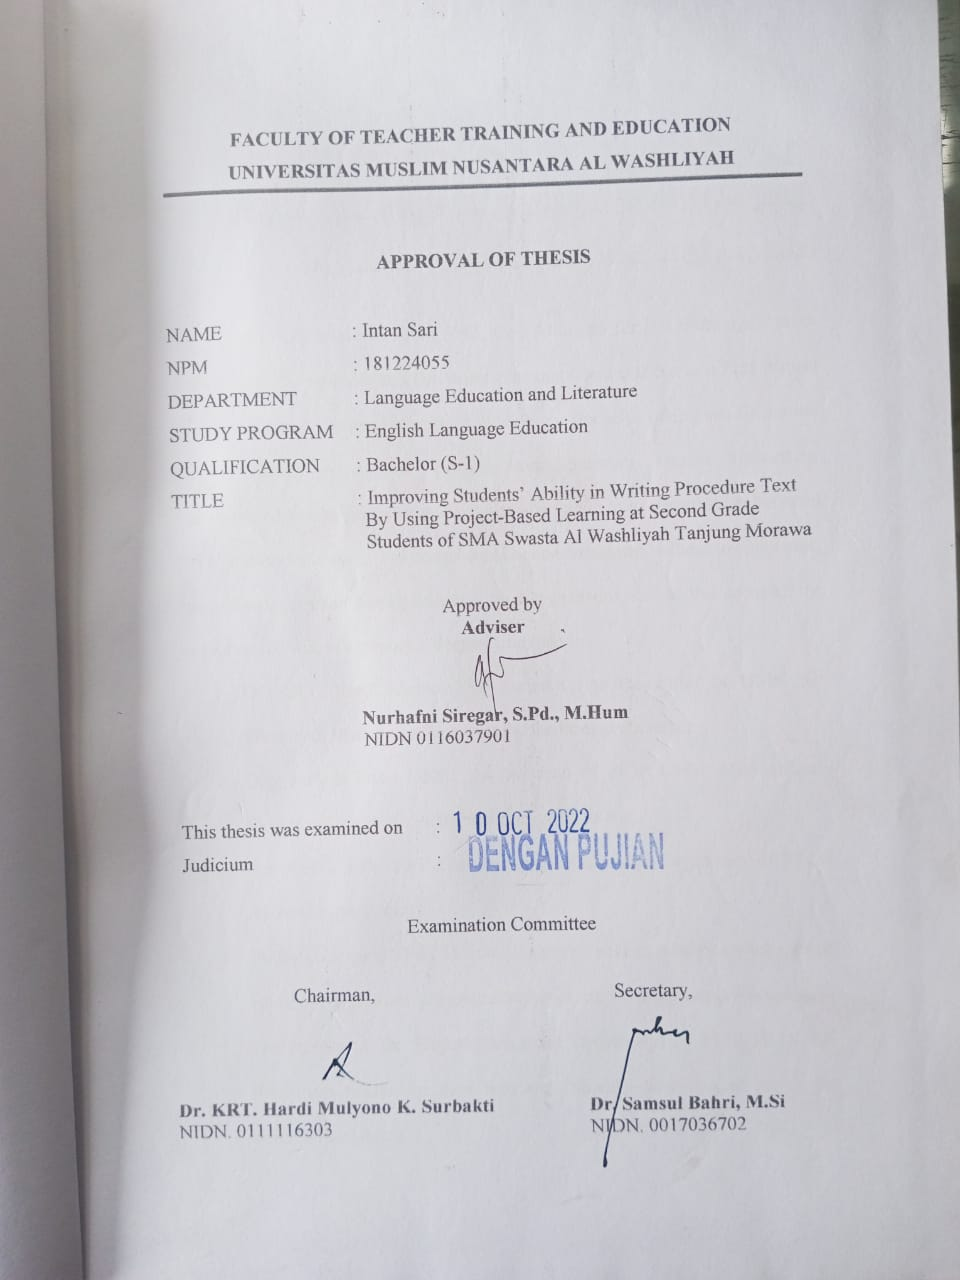 FACULTY OF TEACHER TRAINING AND EDUCATION
UNIVERSITAS MUSLIM NUSANTARA AL WASHLIYAH
APPROVAL OF THESIS
NAME : Intan Sari
NPM : 181224055
DEPARTMENT : Language Education and Literature
STUDY PROGRAM : English Language Education
QUALIFICATION : Bachelor (S-1)
TITLE : Improving Students' Ability in Writing Procedure Text
By Using Project-Based Learning at Second Grade
Students of SMA Swasta Al Washliyah Tanjung Morawa
Approved by
Adviser
Nurhafni Siregar, S.Pd., M.Hum
NIDN 0116037901
This thesis was examined on : 10 OCT 2022
Judicium : DENGAN PUJIAN
Examination Committee
Chairman, Secretary,
Dr. KRT. Hardi Mulyono K. Surbakti Dr. Samsul Bahri, M.Si
NIDN. 0111116303 NIDN. 0017036702